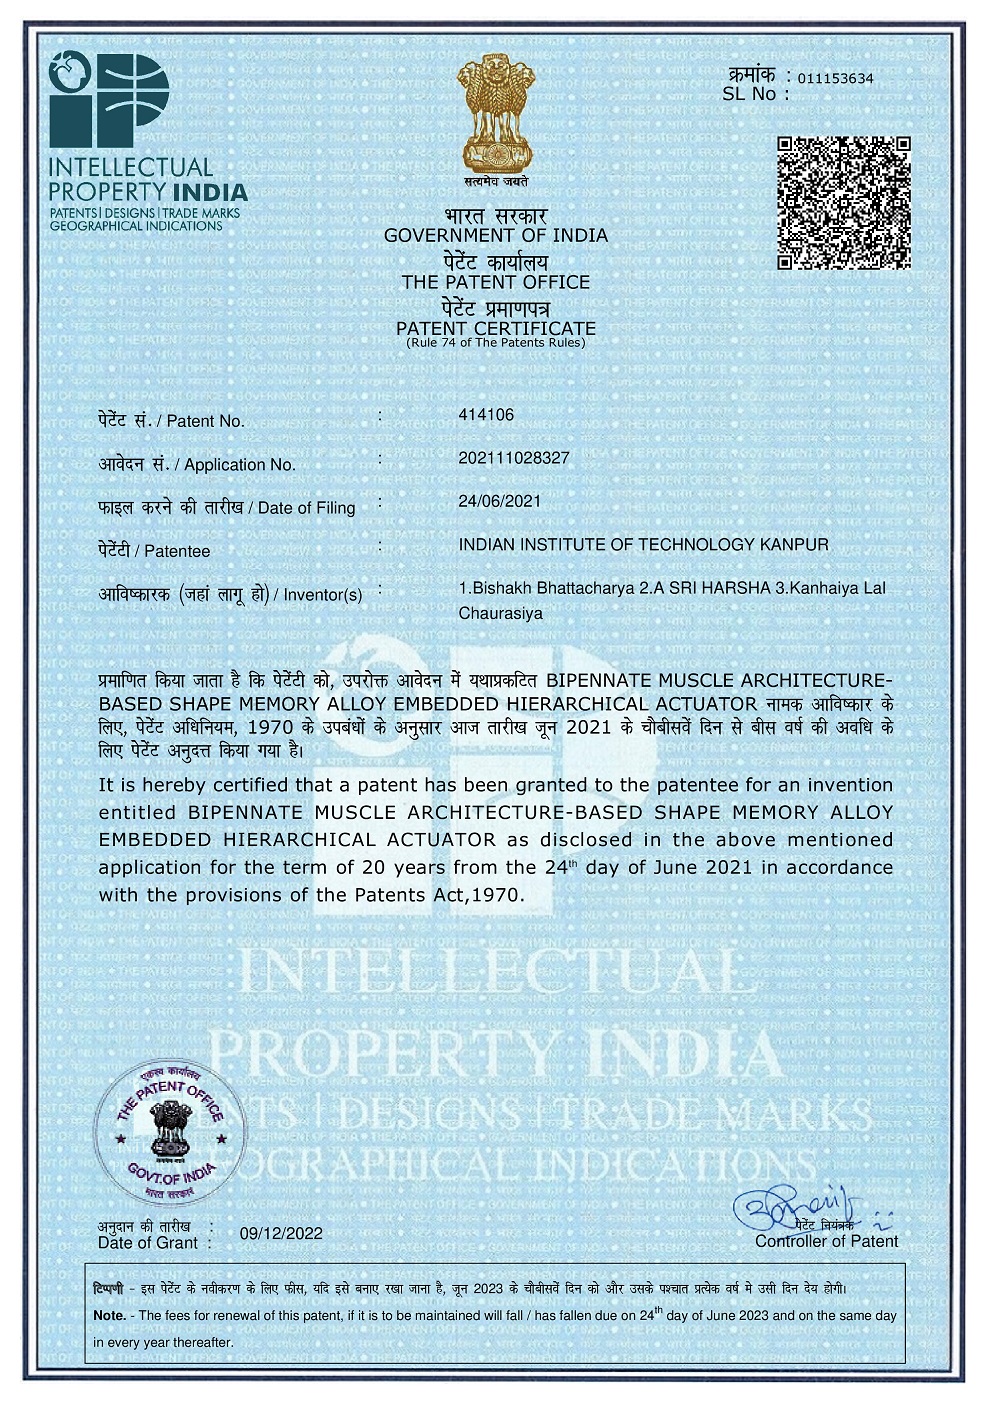 INTELLECTUAL
PROPERTY INDIA
PATENTS | DESIGNS | TRADE MARKS
GEOGRAPHICAL INDICATIONS
सत्यमेव जयते
क्रमांक : 011153634
SL No :
भारत सरकार
GOVERNMENT OF INDIA
पेटेंट कार्यालय
THE PATENT OFFICE
पेटेंट प्रमाणपत्र
PATENT CERTIFICATE
(Rule 74 of The Patents Rules)
पेटेंट सं. / Patent No. : 414106
आवेदन सं. / Application No. : 202111028327
फाइल करने की तारीख / Date of Filing : 24/06/2021
पेटेंटी / Patentee : INDIAN INSTITUTE OF TECHNOLOGY KANPUR
आविष्कारक (जहां लागू हो) / Inventor(s) : 1.Bishakh Bhattacharya 2.A SRI HARSHA 3.Kanhaiya Lal
Chaurasiya
प्रमाणित किया जाता है कि पेटेंटी को, उपरोक्त आवेदन में यथाप्रकटित BIPENNATE MUSCLE ARCHITECTURE-
BASED SHAPE MEMORY ALLOY EMBEDDED HIERARCHICAL ACTUATOR नामक आविष्कार के
लिए, पेटेंट अधिनियम, 1970 के उपबंधों के अनुसार आज तारीख जून 2021 के चौबीसवें दिन से बीस वर्ष की अवधि के
लिए पेटेंट अनुदत्त किया गया है।
It is hereby certified that a patent has been granted to the patentee for an invention
entitled BIPENNATE MUSCLE ARCHITECTURE-BASED SHAPE MEMORY ALLOY
EMBEDDED HIERARCHICAL ACTUATOR as disclosed in the above mentioned
application for the term of 20 years from the 24th day of June 2021 in accordance
with the provisions of the Patents Act,1970.
INTELLECTUAL
PROPERTY INDIA
DESIGNS | TRADE MARKS
INDICATIONS
एकस्व कार्यालय
THE PATENT OFFICE
GOVT.OF INDIA
भारत सरकार
अनुदान की तारीख :
Date of Grant : 09/12/2022
पेटेंट नियंत्रक
Controller of Patent
टिप्पणी - इस पेटेंट के नवीकरण के लिए फीस, यदि इसे बनाए रखा जाना है, जून 2023 के चौबीसवें दिन को और उसके पश्चात प्रत्येक वर्ष मे उसी दिन देय होगी।
Note. - The fees for renewal of this patent, if it is to be maintained will fall / has fallen due on 24th day of June 2023 and on the same day
in every year thereafter.